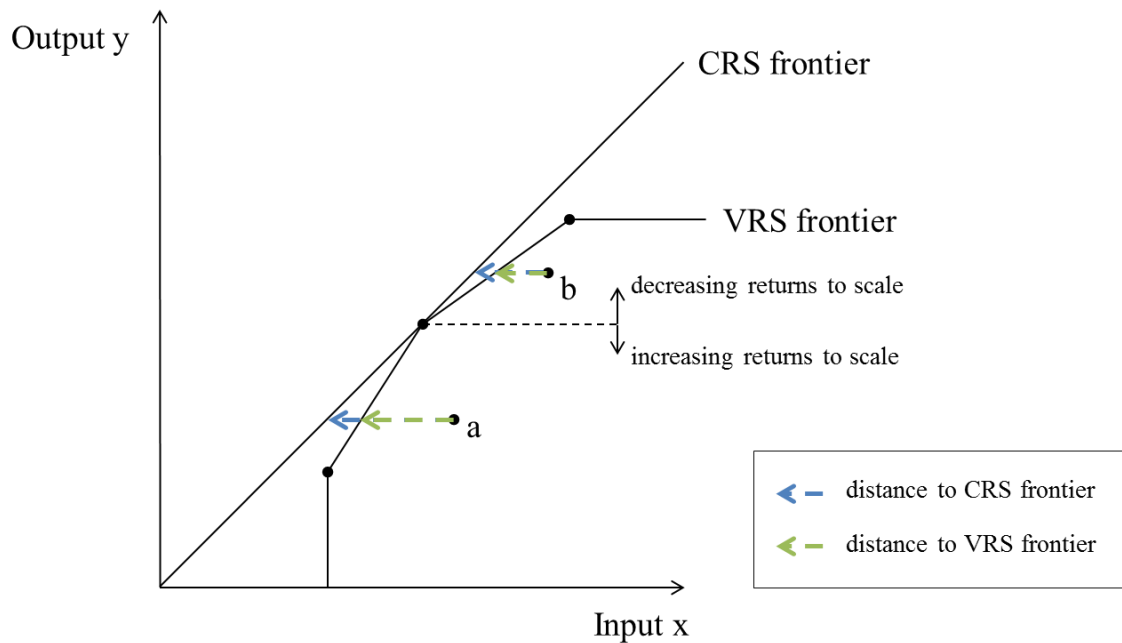 Output y
CRS frontier
VRS frontier
b
decreasing returns to scale
increasing returns to scale
a
distance to CRS frontier
distance to VRS frontier
Input x